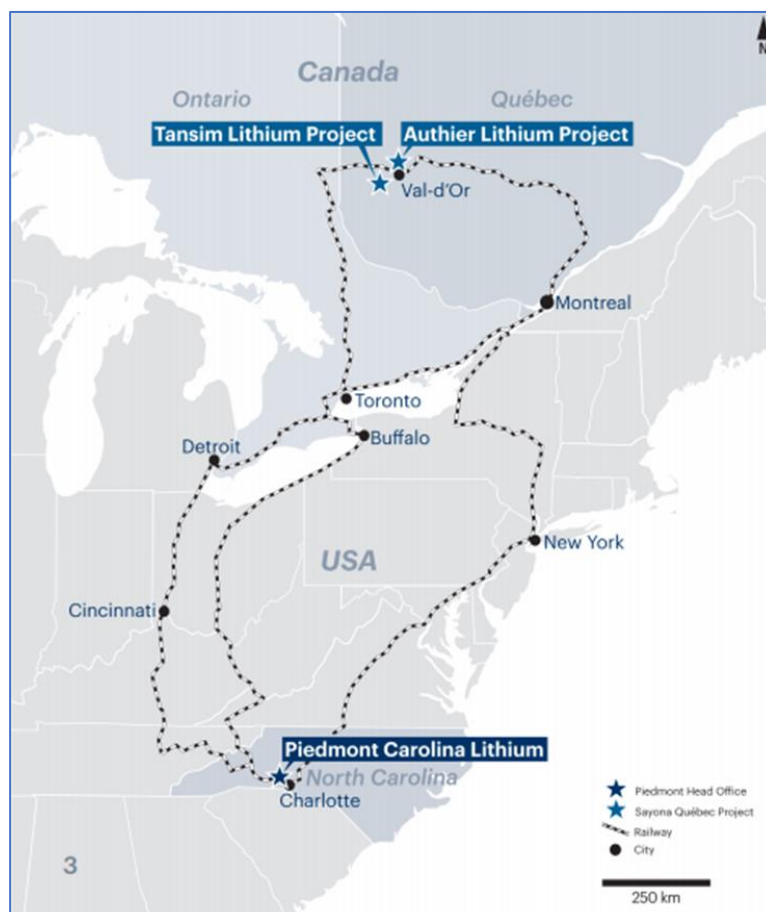 N
Canada
Ontario
Québec
Tansim Lithium Project
Authier Lithium Project
Val-d'Or
Montreal
Toronto
Buffalo
Detroit
New York
USA
Cincinnati
Piedmont Carolina Lithium
North Carolina
Charlotte
Piedmont Head Office
Sayona Québec Project
Railway
City
3
250 km